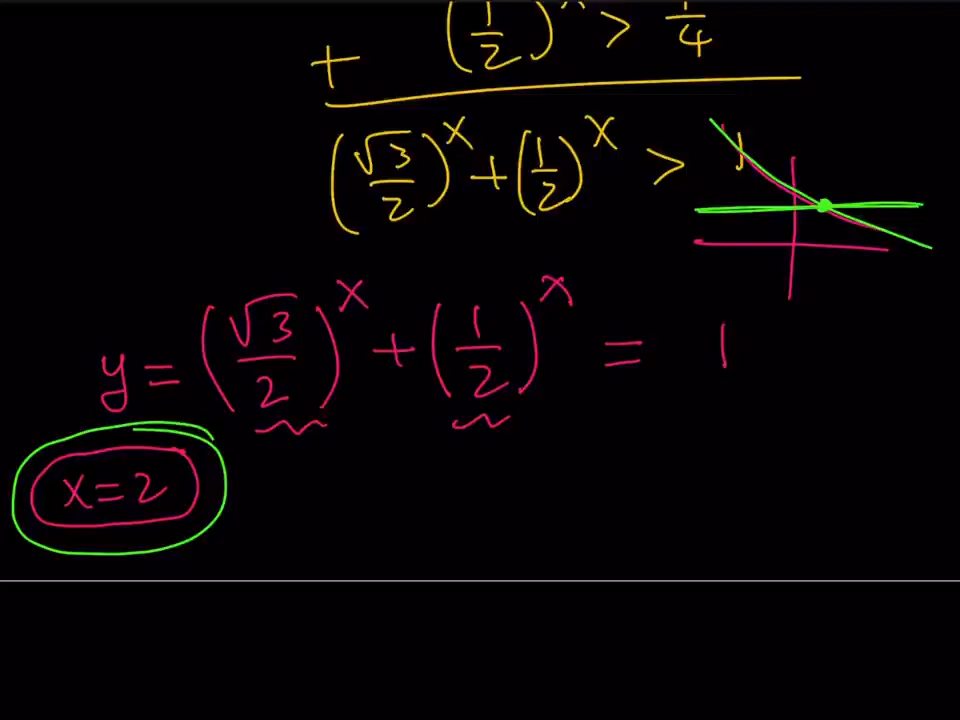 + (1/2)^x > 1/4
(√3/2)^x + (1/2)^x > 1
y = (√3/2)^x + (1/2)^x = 1
x=2